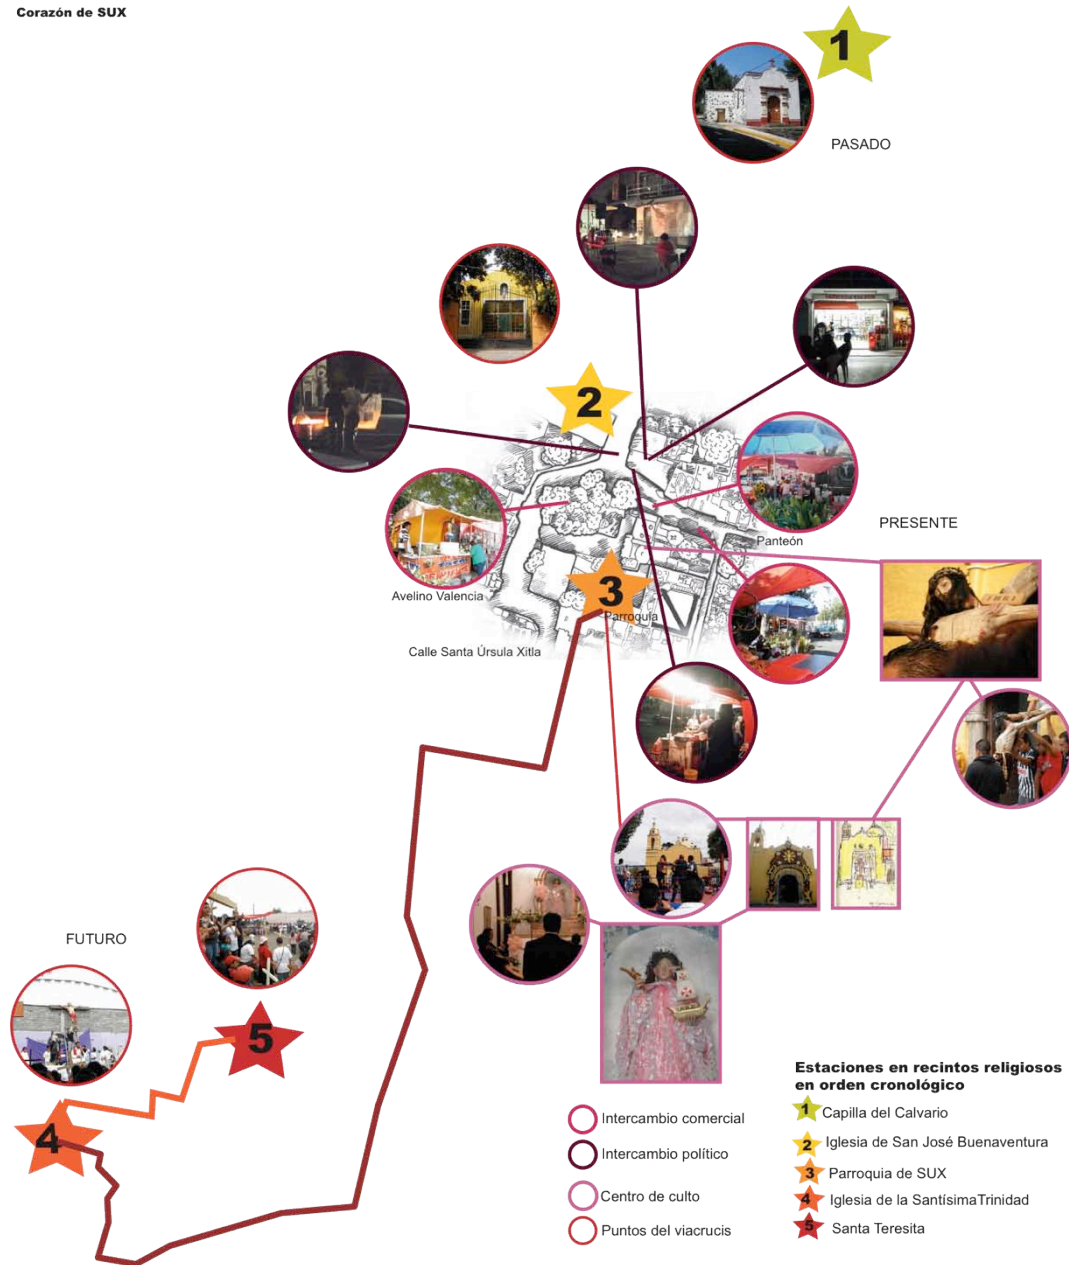 Corazón de SUX
1
PASADO
2
PRESENTE
Panteón
Avelino Valencia
3
Parroquia
Calle Santa Úrsula Xitla
FUTURO
5
4
Estaciones en recintos religiosos
en orden cronológico
1 Capilla del Calvario
2 Iglesia de San José Buenaventura
3 Parroquia de SUX
4 Iglesia de la SantísimaTrinidad
5 Santa Teresita
Intercambio comercial
Intercambio político
Centro de culto
Puntos del viacrucis